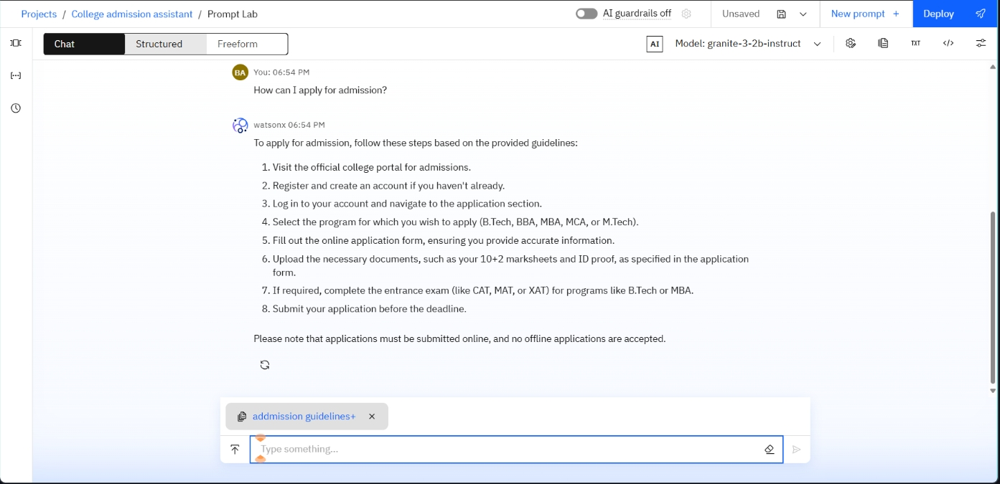 Projects / College admission assistant / Prompt Lab
AI guardrails off
Unsaved
New prompt +
Deploy
Chat
Structured
Freeform
AI
Model: granite-3-2b-instruct
TXT
</>
BA
You: 06:54 PM
How can I apply for admission?
watsonx 06:54 PM
To apply for admission, follow these steps based on the provided guidelines:
1. Visit the official college portal for admissions.
2. Register and create an account if you haven't already.
3. Log in to your account and navigate to the application section.
4. Select the program for which you wish to apply (B.Tech, BBA, MBA, MCA, or M.Tech).
5. Fill out the online application form, ensuring you provide accurate information.
6. Upload the necessary documents, such as your 10+2 marksheets and ID proof, as specified in the application
form.
7. If required, complete the entrance exam (like CAT, MAT, or XAT) for programs like B.Tech or MBA.
8. Submit your application before the deadline.
Please note that applications must be submitted online, and no offline applications are accepted.
addmission guidelines+
Type something...